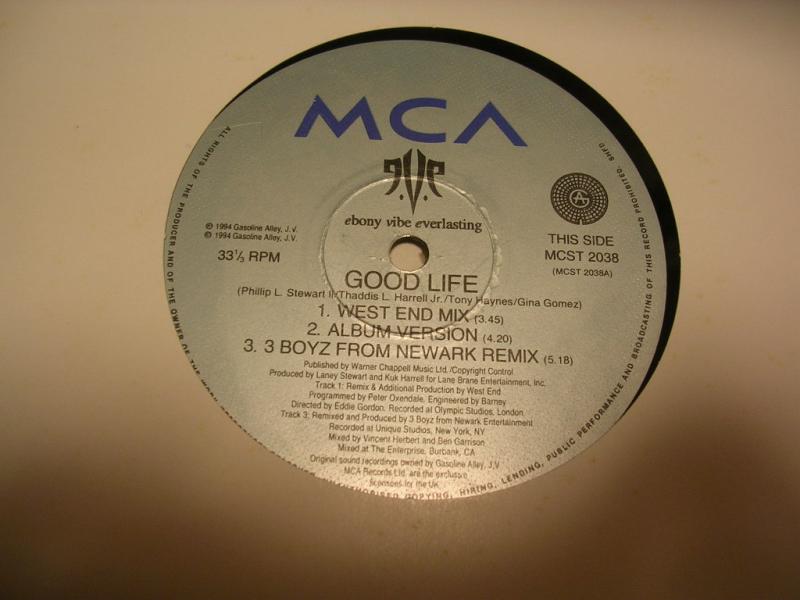 MCA
e.v.e
ebony vibe everlasting
℗ 1994 Gasoline Alley, J.V.
© 1994 Gasoline Alley, J.V.
33⅓ RPM
THIS SIDE
MCST 2038
(MCST 2038A)
GOOD LIFE
(Phillip L. Stewart II/Thaddis L. Harrell Jr./Tony Haynes/Gina Gomez)
1. WEST END MIX (3.45)
2. ALBUM VERSION (4.20)
3. 3 BOYZ FROM NEWARK REMIX (5.18)
Published by Warner Chappell Music Ltd./Copyright Control
Produced by Laney Stewart and Kuk Harrell for Lane Brane Entertainment, Inc.
Track 1: Remix & Additional Production by West End
Programmed by Peter Oxendale. Engineered by Barney
Directed by Eddie Gordon. Recorded at Olympic Studios, London
Track 3: Remixed and Produced by 3 Boyz from Newark Entertainment
Recorded at Unique Studios, New York, NY
Mixed by Vincent Herbert and Ben Garrison
Mixed at The Enterprise, Burbank, CA
Original sound recordings owned by Gasoline Alley, J.V
MCA Records Ltd. are the exclusive
licensees for the UK
ALL RIGHTS OF THE PRODUCER AND OF THE OWNER OF THE
COPYING, HIRING, LENDING, PUBLIC PERFORMANCE AND BROADCASTING OF THIS RECORD PROHIBITED.